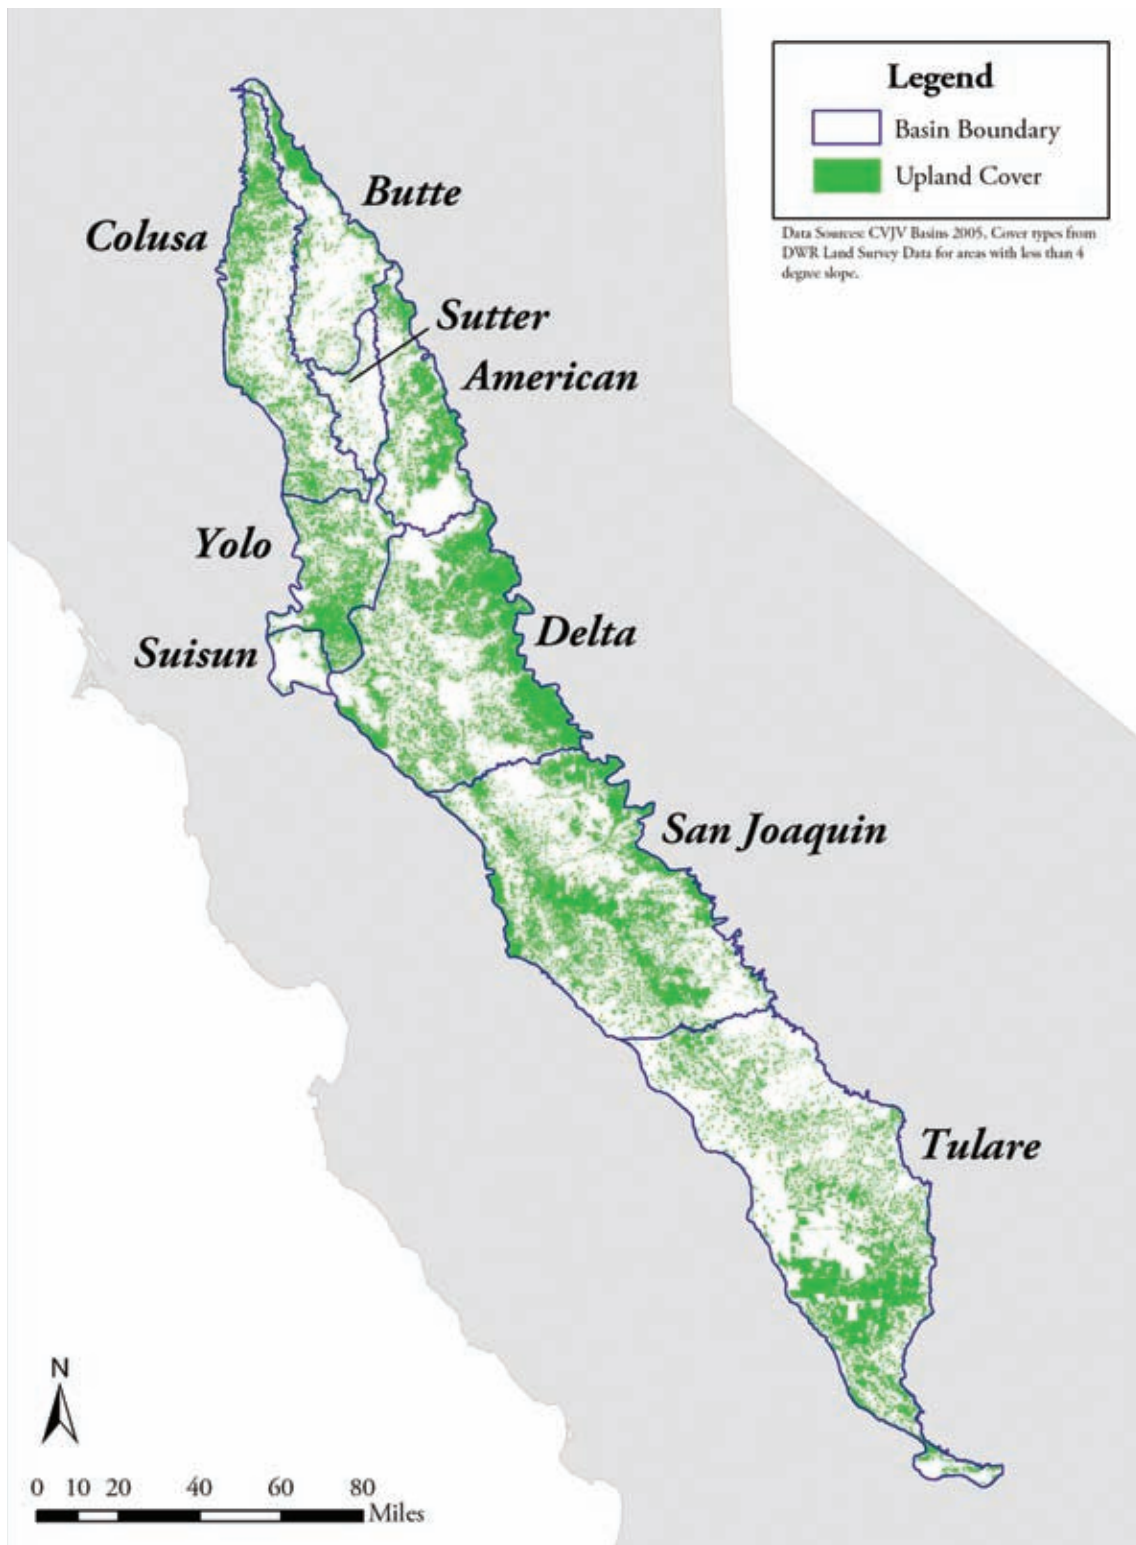 Legend
Basin Boundary
Upland Cover
Data Sources: CVJV Basins 2005, Cover types from
DWR Land Survey Data for areas with less than 4
degree slope.
Butte
Colusa
Sutter
American
Yolo
Delta
Suisun
San Joaquin
Tulare
N
0 10 20 40 60 80
Miles